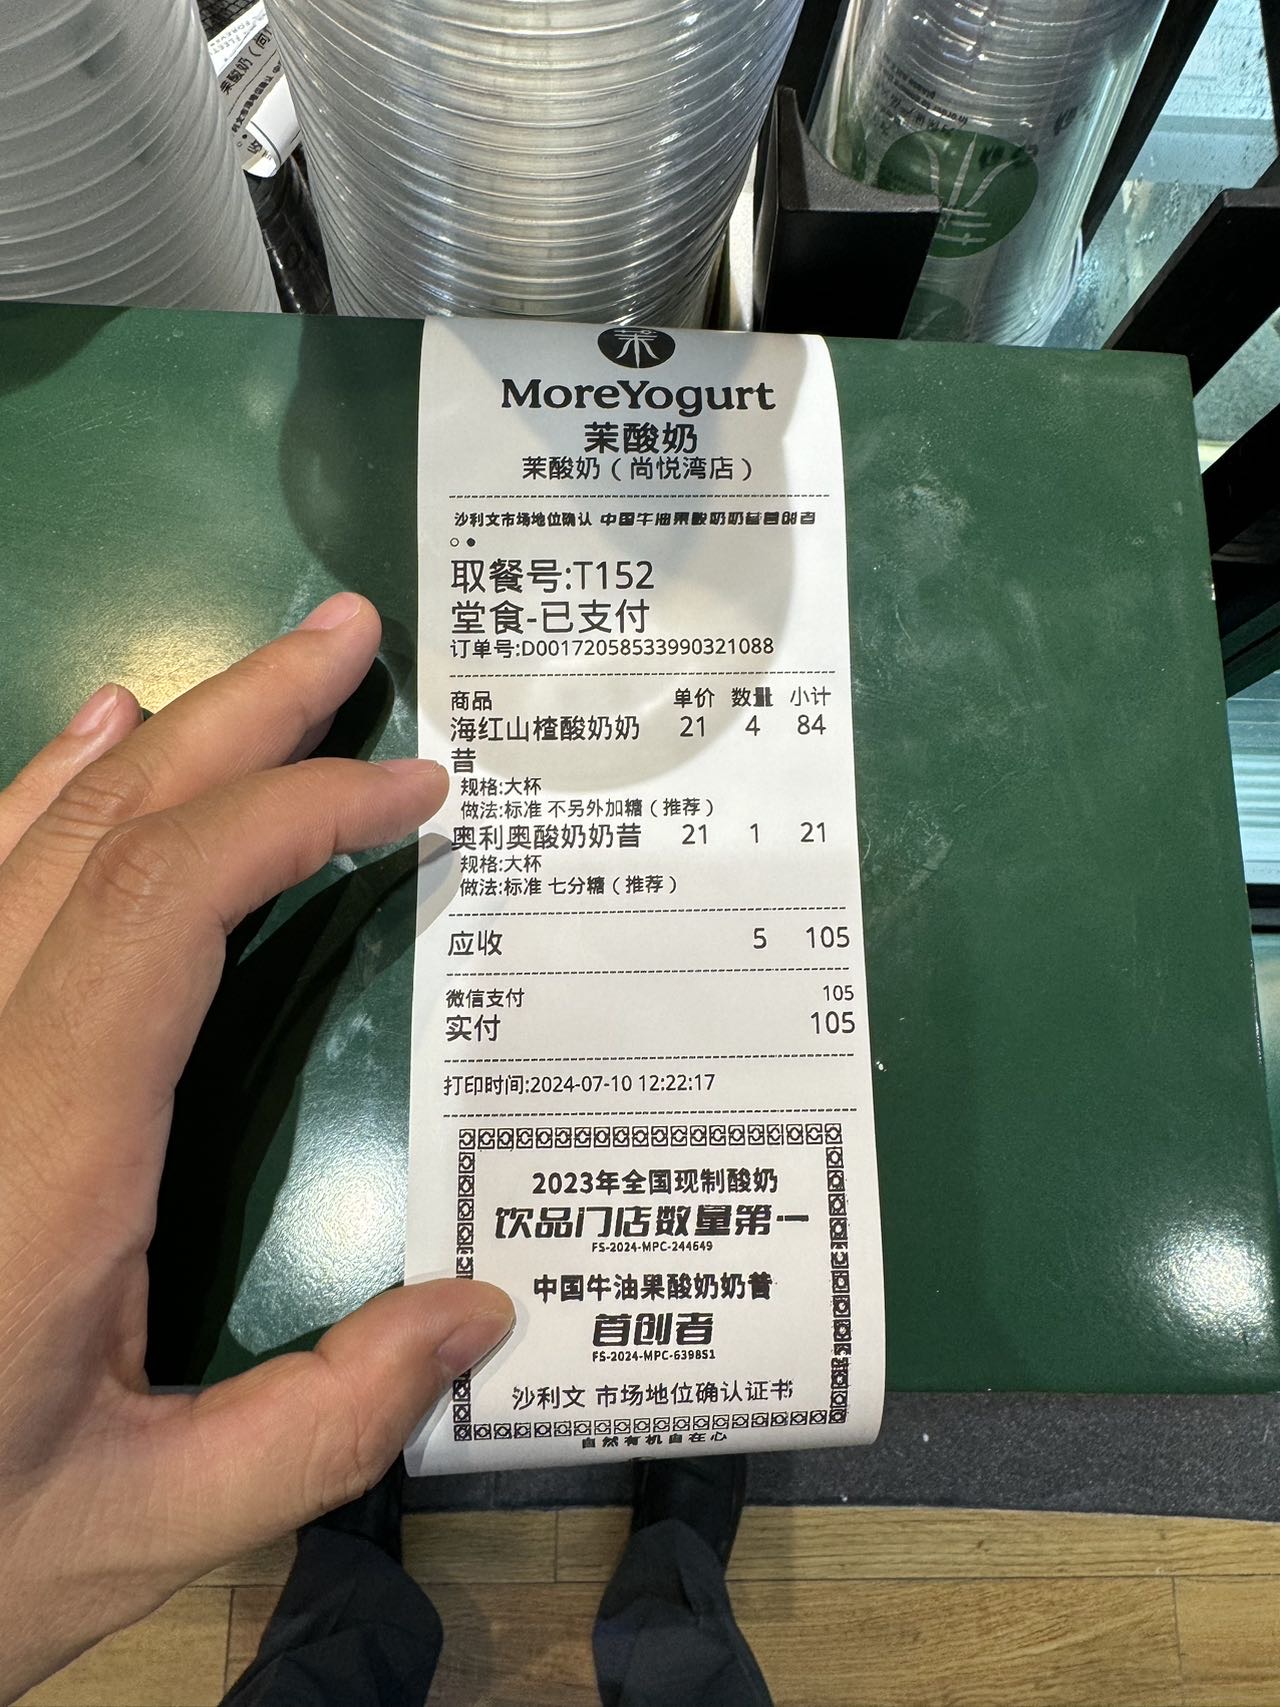 茉酸奶（尚
MoreYogurt
茉酸奶
茉酸奶（尚悦湾店）
沙利文市场地位确认 中国牛油果酸奶奶昔首创者
取餐号:T152
堂食-已支付
订单号:D00172058533990321088
商品 单价 数量 小计
海红山楂酸奶奶 21 4 84
昔
规格:大杯
做法:标准 不另外加糖（推荐）
奥利奥酸奶奶昔 21 1 21
规格:大杯
做法:标准 七分糖（推荐）
应收 5 105
微信支付 105
实付 105
打印时间:2024-07-10 12:22:17
2023年全国现制酸奶
饮品门店数量第一
FS-2024-MPC-244649
中国牛油果酸奶奶昔
首创者
FS-2024-MPC-639851
沙利文 市场地位确认证书
自然有机自在心